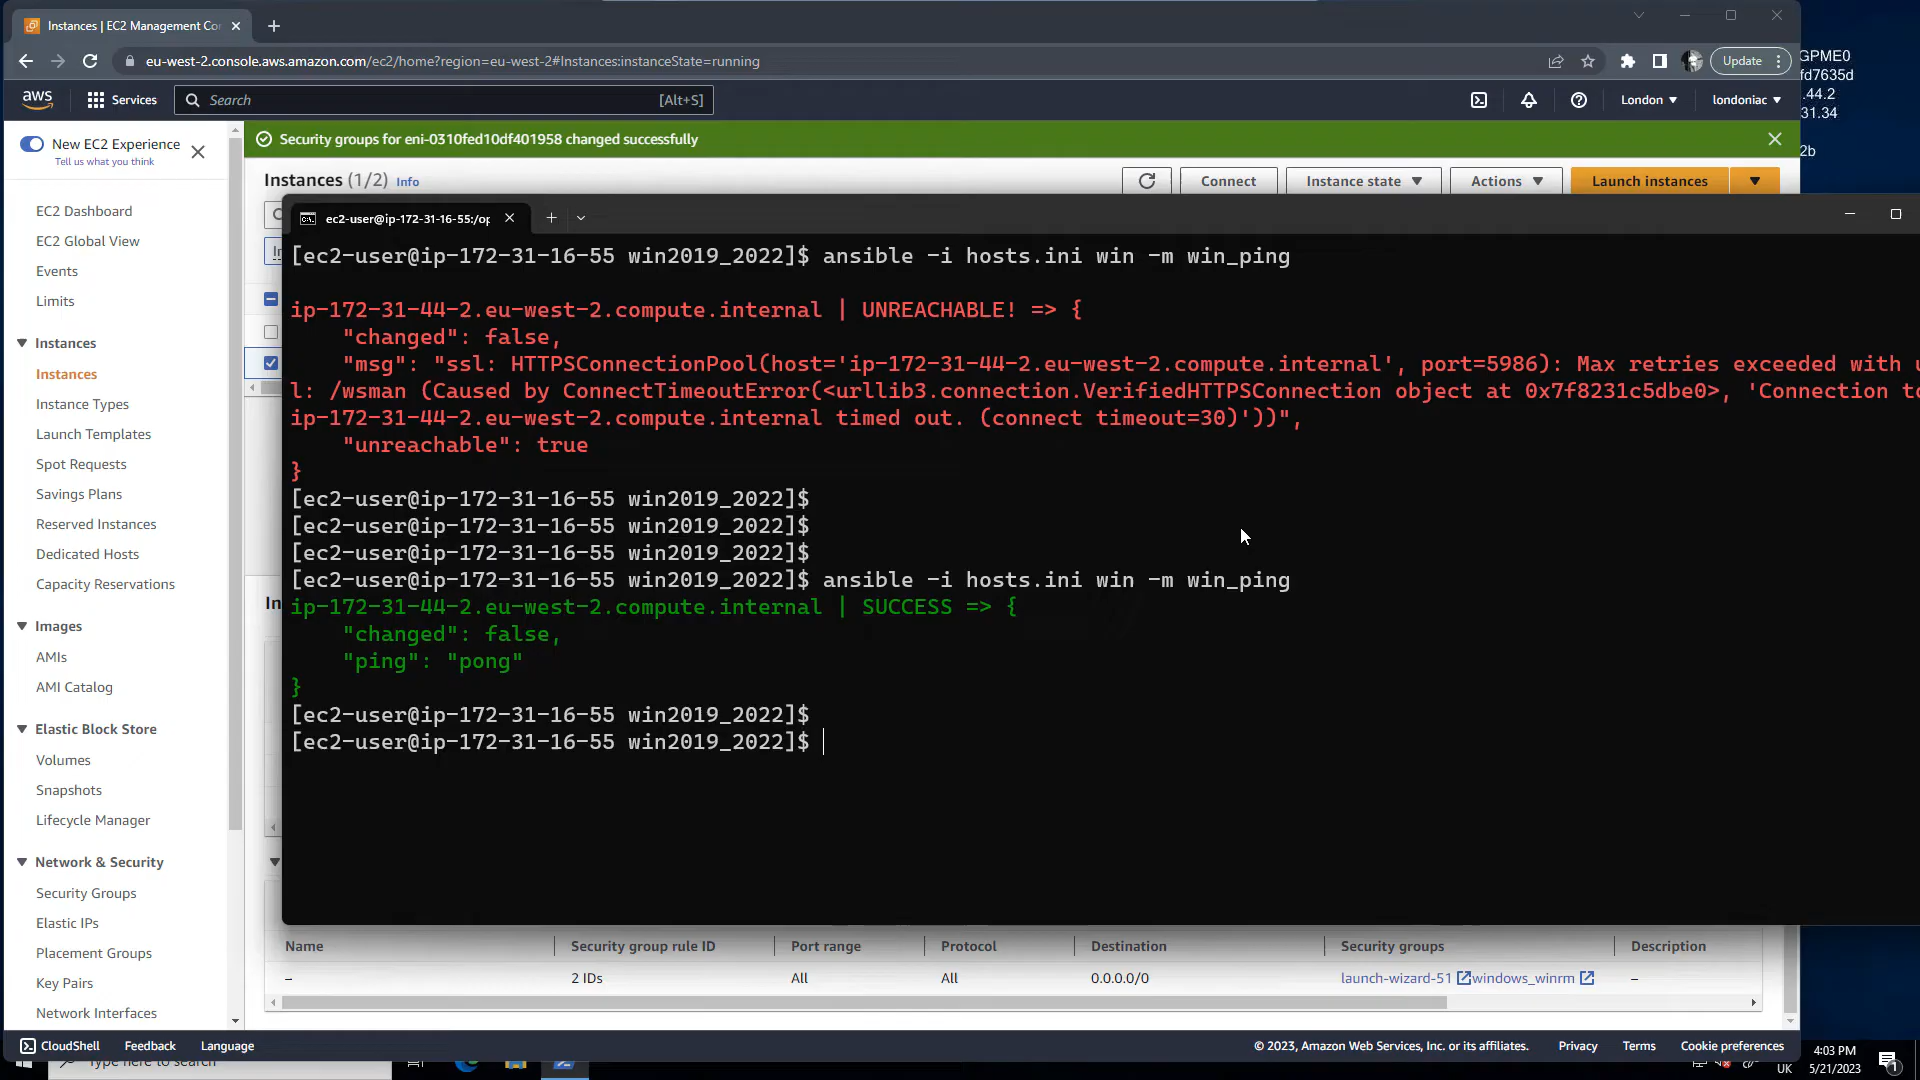 Instances | EC2 Management Co
eu-west-2.console.aws.amazon.com/ec2/home?region=eu-west-2#Instances:instanceState=running
Update
GPME0
fd7635d
.44.2
31.34
2b
aws
Services
Search
[Alt+S]
London
londoniac
New EC2 Experience
Tell us what you think
Security groups for eni-0310fed10df401958 changed successfully
Instances (1/2) Info
Connect
Instance state
Actions
Launch instances
EC2 Dashboard
EC2 Global View
Events
Limits
Instances
Instances
Instance Types
Launch Templates
Spot Requests
Savings Plans
Reserved Instances
Dedicated Hosts
Capacity Reservations
Images
AMIs
AMI Catalog
Elastic Block Store
Volumes
Snapshots
Lifecycle Manager
Network & Security
Security Groups
Elastic IPs
Placement Groups
Key Pairs
Network Interfaces
ec2-user@ip-172-31-16-55:/op
[ec2-user@ip-172-31-16-55 win2019_2022]$ ansible -i hosts.ini win -m win_ping
ip-172-31-44-2.eu-west-2.compute.internal | UNREACHABLE! => {
"changed": false,
"msg": "ssl: HTTPSConnectionPool(host='ip-172-31-44-2.eu-west-2.compute.internal', port=5986): Max retries exceeded with u
l: /wsman (Caused by ConnectTimeoutError(<urllib3.connection.VerifiedHTTPSConnection object at 0x7f8231c5dbe0>, 'Connection to
ip-172-31-44-2.eu-west-2.compute.internal timed out. (connect timeout=30)'))",
"unreachable": true
}
[ec2-user@ip-172-31-16-55 win2019_2022]$
[ec2-user@ip-172-31-16-55 win2019_2022]$
[ec2-user@ip-172-31-16-55 win2019_2022]$
[ec2-user@ip-172-31-16-55 win2019_2022]$ ansible -i hosts.ini win -m win_ping
ip-172-31-44-2.eu-west-2.compute.internal | SUCCESS => {
"changed": false,
"ping": "pong"
}
[ec2-user@ip-172-31-16-55 win2019_2022]$
[ec2-user@ip-172-31-16-55 win2019_2022]$
In
In
Name
Security group rule ID
Port range
Protocol
Destination
Security groups
Description
–
2 IDs
All
All
0.0.0.0/0
launch-wizard-51
windows_winrm
–
CloudShell
Feedback
Language
© 2023, Amazon Web Services, Inc. or its affiliates.
Privacy
Terms
Cookie preferences
Type here to search
4:03 PM
UK
5/21/2023
1